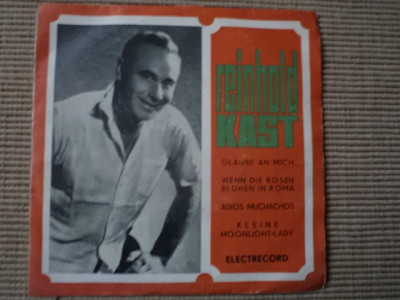 reinhold
KAST
GLAUBE AN MICH
WENN DIE ROSEN
BLÜHEN IN ROMA
ADIOS MUCHACHOS
KLEINE
MOONLIGHT-LADY
ELECTRECORD